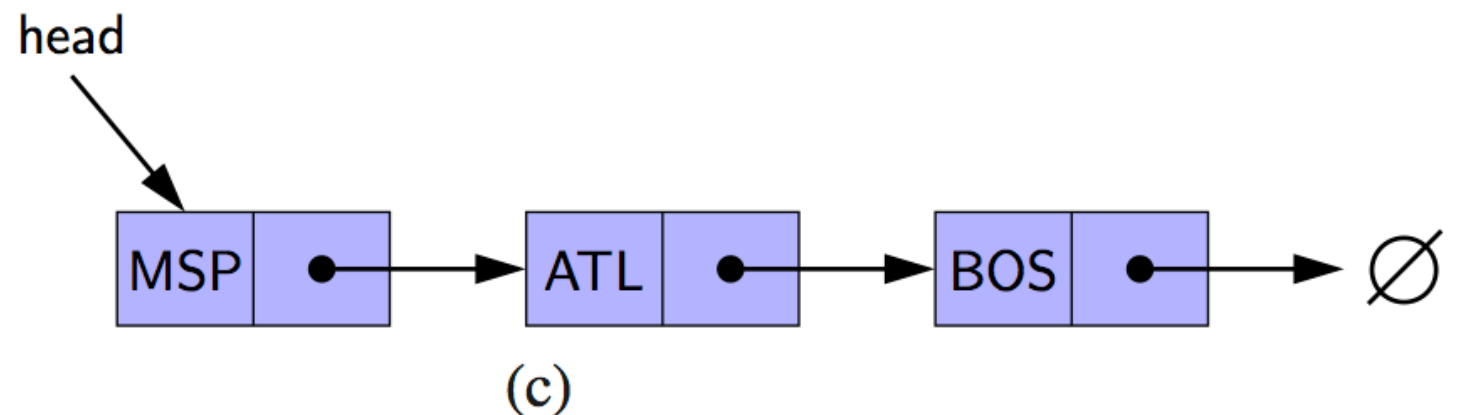 head
MSP ATL BOS ∅
(c)